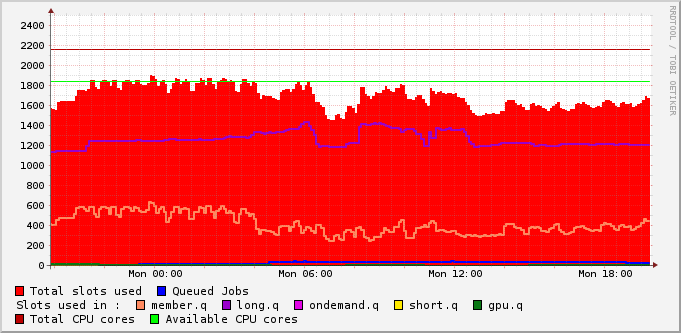 RRDTOOL / TOBI OETIKER
2400
2200
2000
1800
1600
1400
1200
1000
800
600
400
200
0
Mon 00:00 Mon 06:00 Mon 12:00 Mon 18:00
Total slots used Queued Jobs
Slots used in : member.q long.q ondemand.q short.q gpu.q
Total CPU cores Available CPU cores